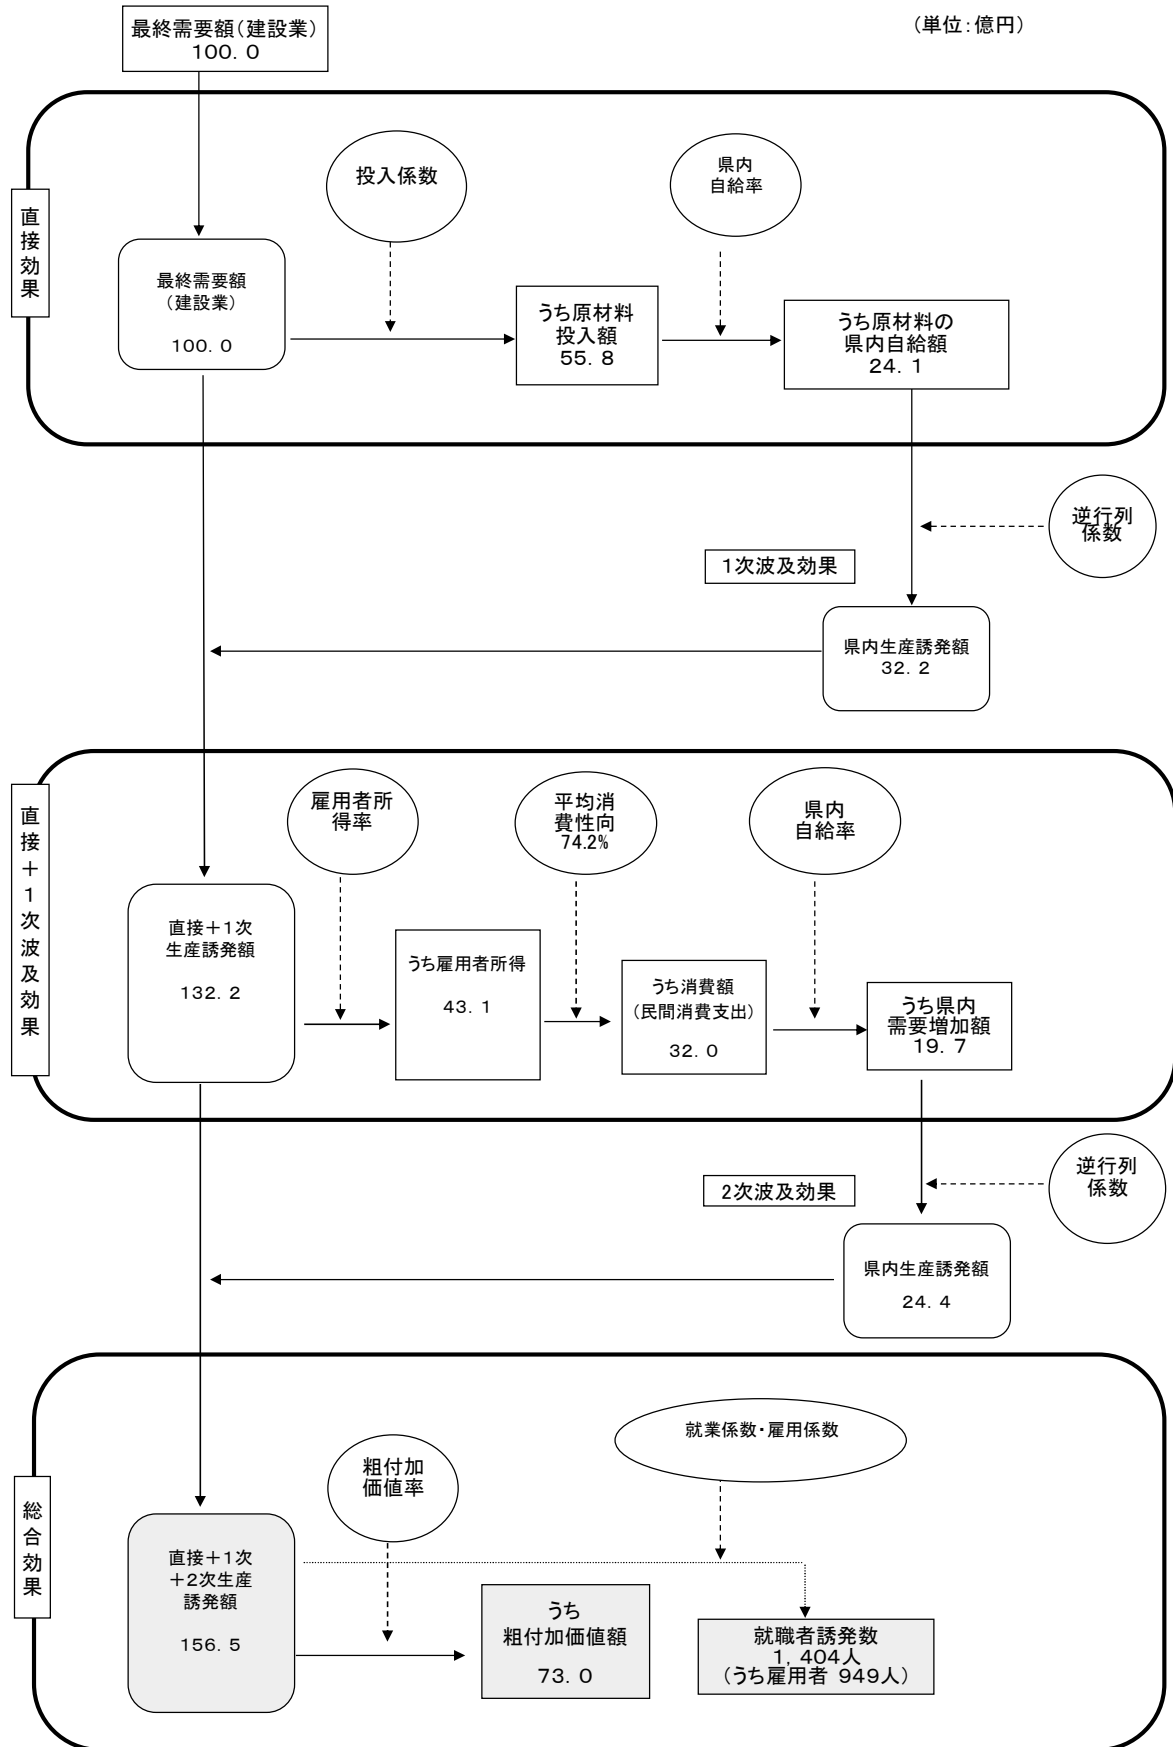 最終需要額(建設業)
100.0
(単位:億円)
直接効果
投入係数
県内
自給率
最終需要額
(建設業)
100.0
うち原材料
投入額
55.8
うち原材料の
県内自給額
24.1
逆行列
係数
1次波及効果
県内生産誘発額
32.2
直接+1次波及効果
雇用者所
得率
平均消
費性向
74.2%
県内
自給率
直接+1次
生産誘発額
132.2
うち雇用者所得
43.1
うち消費額
(民間消費支出)
32.0
うち県内
需要増加額
19.7
逆行列
係数
2次波及効果
県内生産誘発額
24.4
総合効果
就業係数・雇用係数
粗付加
価値率
直接+1次
+2次生産
誘発額
156.5
うち
粗付加価値額
73.0
就職者誘発数
1,404人
(うち雇用者 949人)